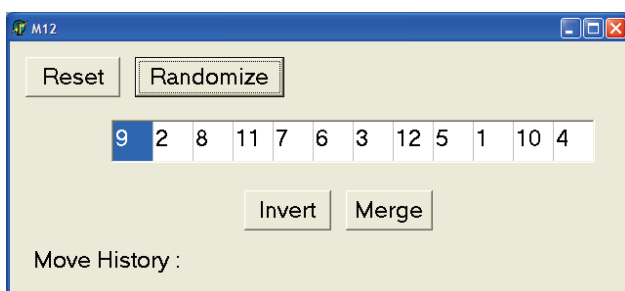 M12
Reset Randomize
9 2 8 11 7 6 3 12 5 1 10 4
Invert Merge
Move History :